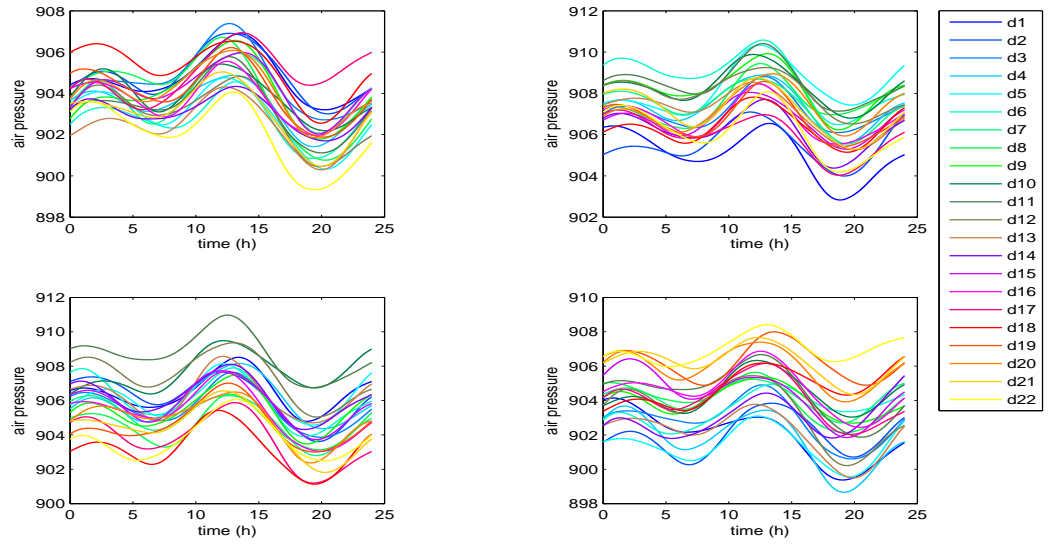 908
906
904
902
900
898
0 5 10 15 20 25
time (h)
air pressure
912
910
908
906
904
902
0 5 10 15 20 25
time (h)
air pressure
912
910
908
906
904
902
900
0 5 10 15 20 25
time (h)
air pressure
910
908
906
904
902
900
898
0 5 10 15 20 25
time (h)
air pressure
d1
d2
d3
d4
d5
d6
d7
d8
d9
d10
d11
d12
d13
d14
d15
d16
d17
d18
d19
d20
d21
d22